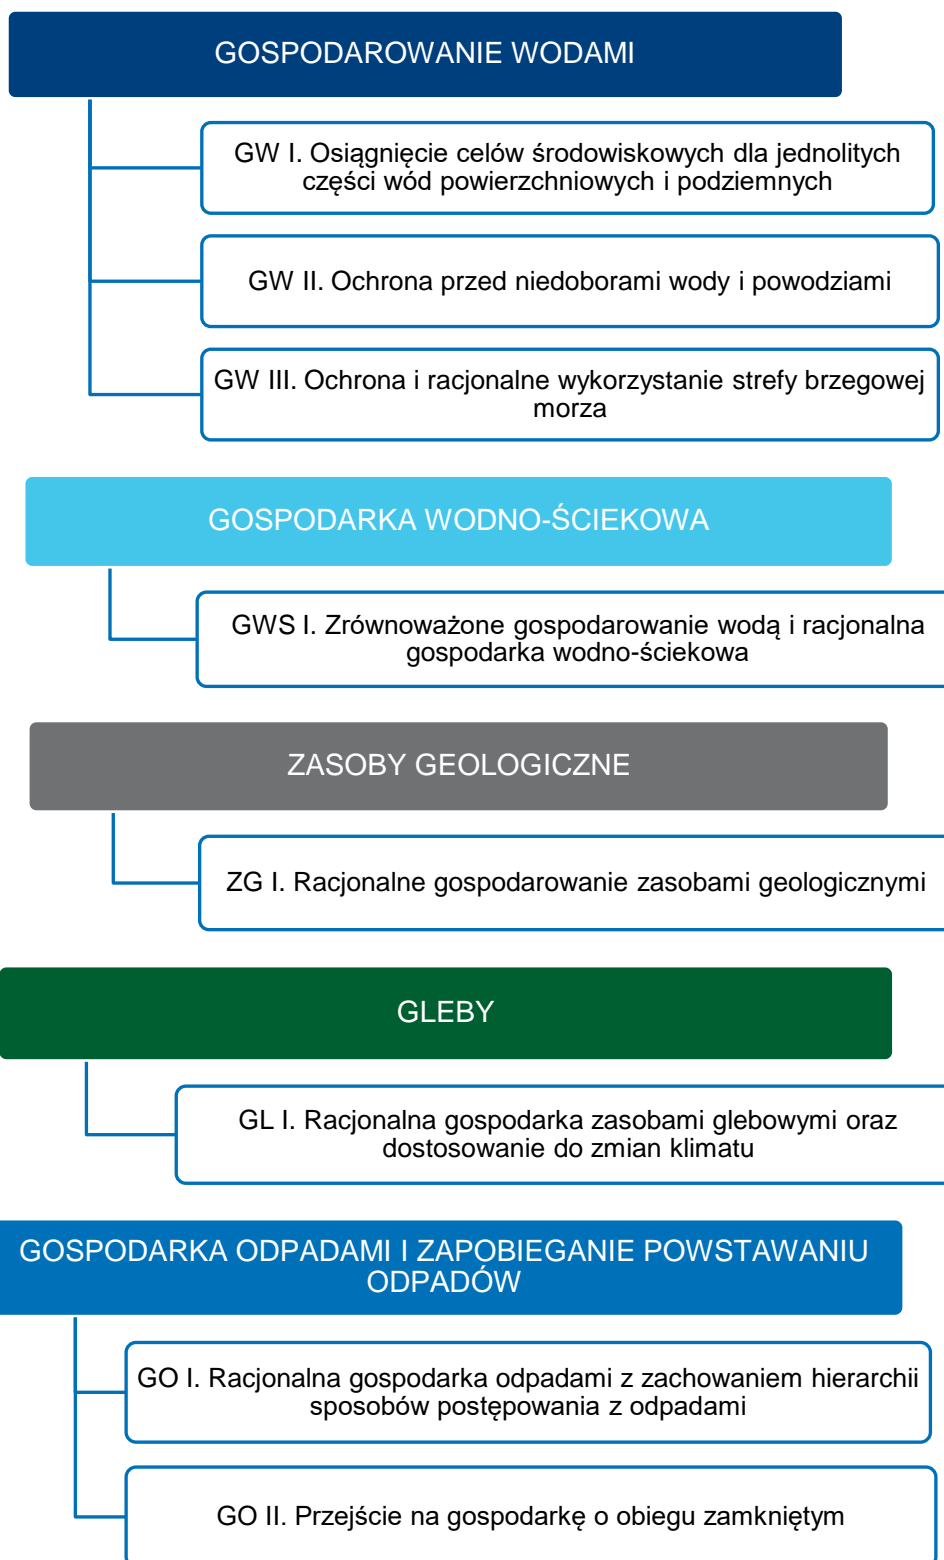 GOSPODAROWANIE WODAMI
GW I. Osiągnięcie celów środowiskowych dla jednolitych
części wód powierzchniowych i podziemnych
GW II. Ochrona przed niedoborami wody i powodziami
GW III. Ochrona i racjonalne wykorzystanie strefy brzegowej
morza
GOSPODARKA WODNO-ŚCIEKOWA
GWS I. Zrównoważone gospodarowanie wodą i racjonalna
gospodarka wodno-ściekowa
ZASOBY GEOLOGICZNE
ZG I. Racjonalne gospodarowanie zasobami geologicznymi
GLEBY
GL I. Racjonalna gospodarka zasobami glebowymi oraz
dostosowanie do zmian klimatu
GOSPODARKA ODPADAMI I ZAPOBIEGANIE POWSTAWANIU
ODPADÓW
GO I. Racjonalna gospodarka odpadami z zachowaniem hierarchii
sposobów postępowania z odpadami
GO II. Przejście na gospodarkę o obiegu zamkniętym